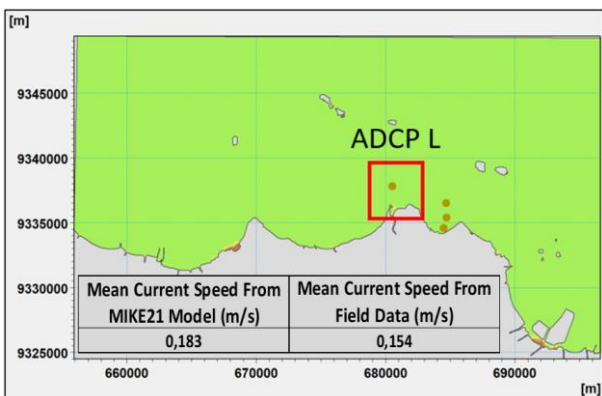 [m]
9345000
ADCP L
9340000
9335000
9330000
Mean Current Speed From MIKE21 Model (m/s)
Mean Current Speed From Field Data (m/s)
0,183
0,154
9325000
660000 670000 680000 690000
[m]